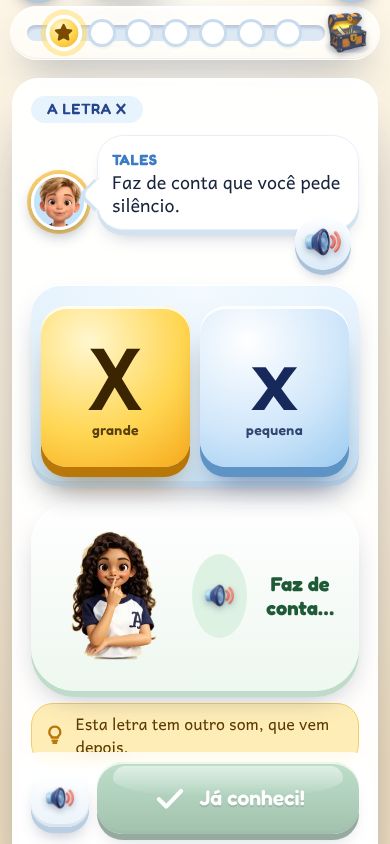 A LETRA X
TALES
Faz de conta que você pede
silêncio.
X
grande
x
pequena
Faz de
conta...
Esta letra tem outro som, que vem
depois.
Já conheci!